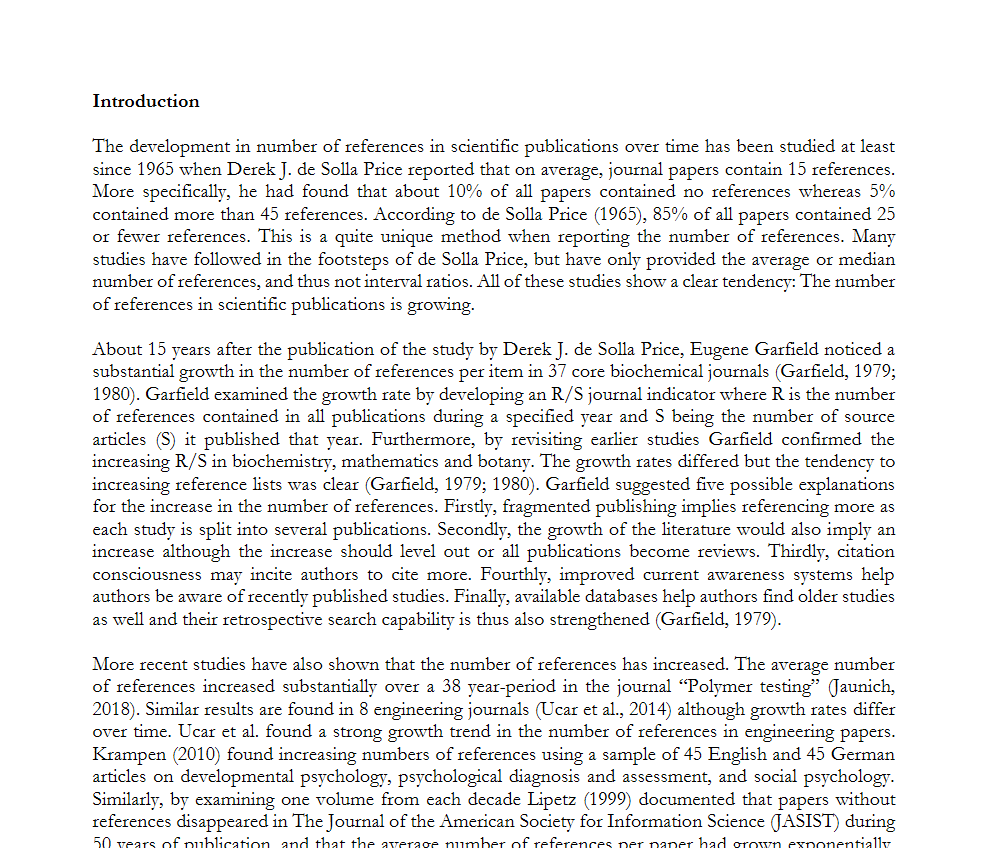 Introduction
The development in number of references in scientific publications over time has been studied at least
since 1965 when Derek J. de Solla Price reported that on average, journal papers contain 15 references.
More specifically, he had found that about 10% of all papers contained no references whereas 5%
contained more than 45 references. According to de Solla Price (1965), 85% of all papers contained 25
or fewer references. This is a quite unique method when reporting the number of references. Many
studies have followed in the footsteps of de Solla Price, but have only provided the average or median
number of references, and thus not interval ratios. All of these studies show a clear tendency: The number
of references in scientific publications is growing.
About 15 years after the publication of the study by Derek J. de Solla Price, Eugene Garfield noticed a
substantial growth in the number of references per item in 37 core biochemical journals (Garfield, 1979;
1980). Garfield examined the growth rate by developing an R/S journal indicator where R is the number
of references contained in all publications during a specified year and S being the number of source
articles (S) it published that year. Furthermore, by revisiting earlier studies Garfield confirmed the
increasing R/S in biochemistry, mathematics and botany. The growth rates differed but the tendency to
increasing reference lists was clear (Garfield, 1979; 1980). Garfield suggested five possible explanations
for the increase in the number of references. Firstly, fragmented publishing implies referencing more as
each study is split into several publications. Secondly, the growth of the literature would also imply an
increase although the increase should level out or all publications become reviews. Thirdly, citation
consciousness may incite authors to cite more. Fourthly, improved current awareness systems help
authors be aware of recently published studies. Finally, available databases help authors find older studies
as well and their retrospective search capability is thus also strengthened (Garfield, 1979).
More recent studies have also shown that the number of references has increased. The average number
of references increased substantially over a 38 year-period in the journal “Polymer testing” (Jaunich,
2018). Similar results are found in 8 engineering journals (Ucar et al., 2014) although growth rates differ
over time. Ucar et al. found a strong growth trend in the number of references in engineering papers.
Krampen (2010) found increasing numbers of references using a sample of 45 English and 45 German
articles on developmental psychology, psychological diagnosis and assessment, and social psychology.
Similarly, by examining one volume from each decade Lipetz (1999) documented that papers without
references disappeared in The Journal of the American Society for Information Science (JASIST) during
50 years of publication, and that the average number of references per paper had grown exponentially.